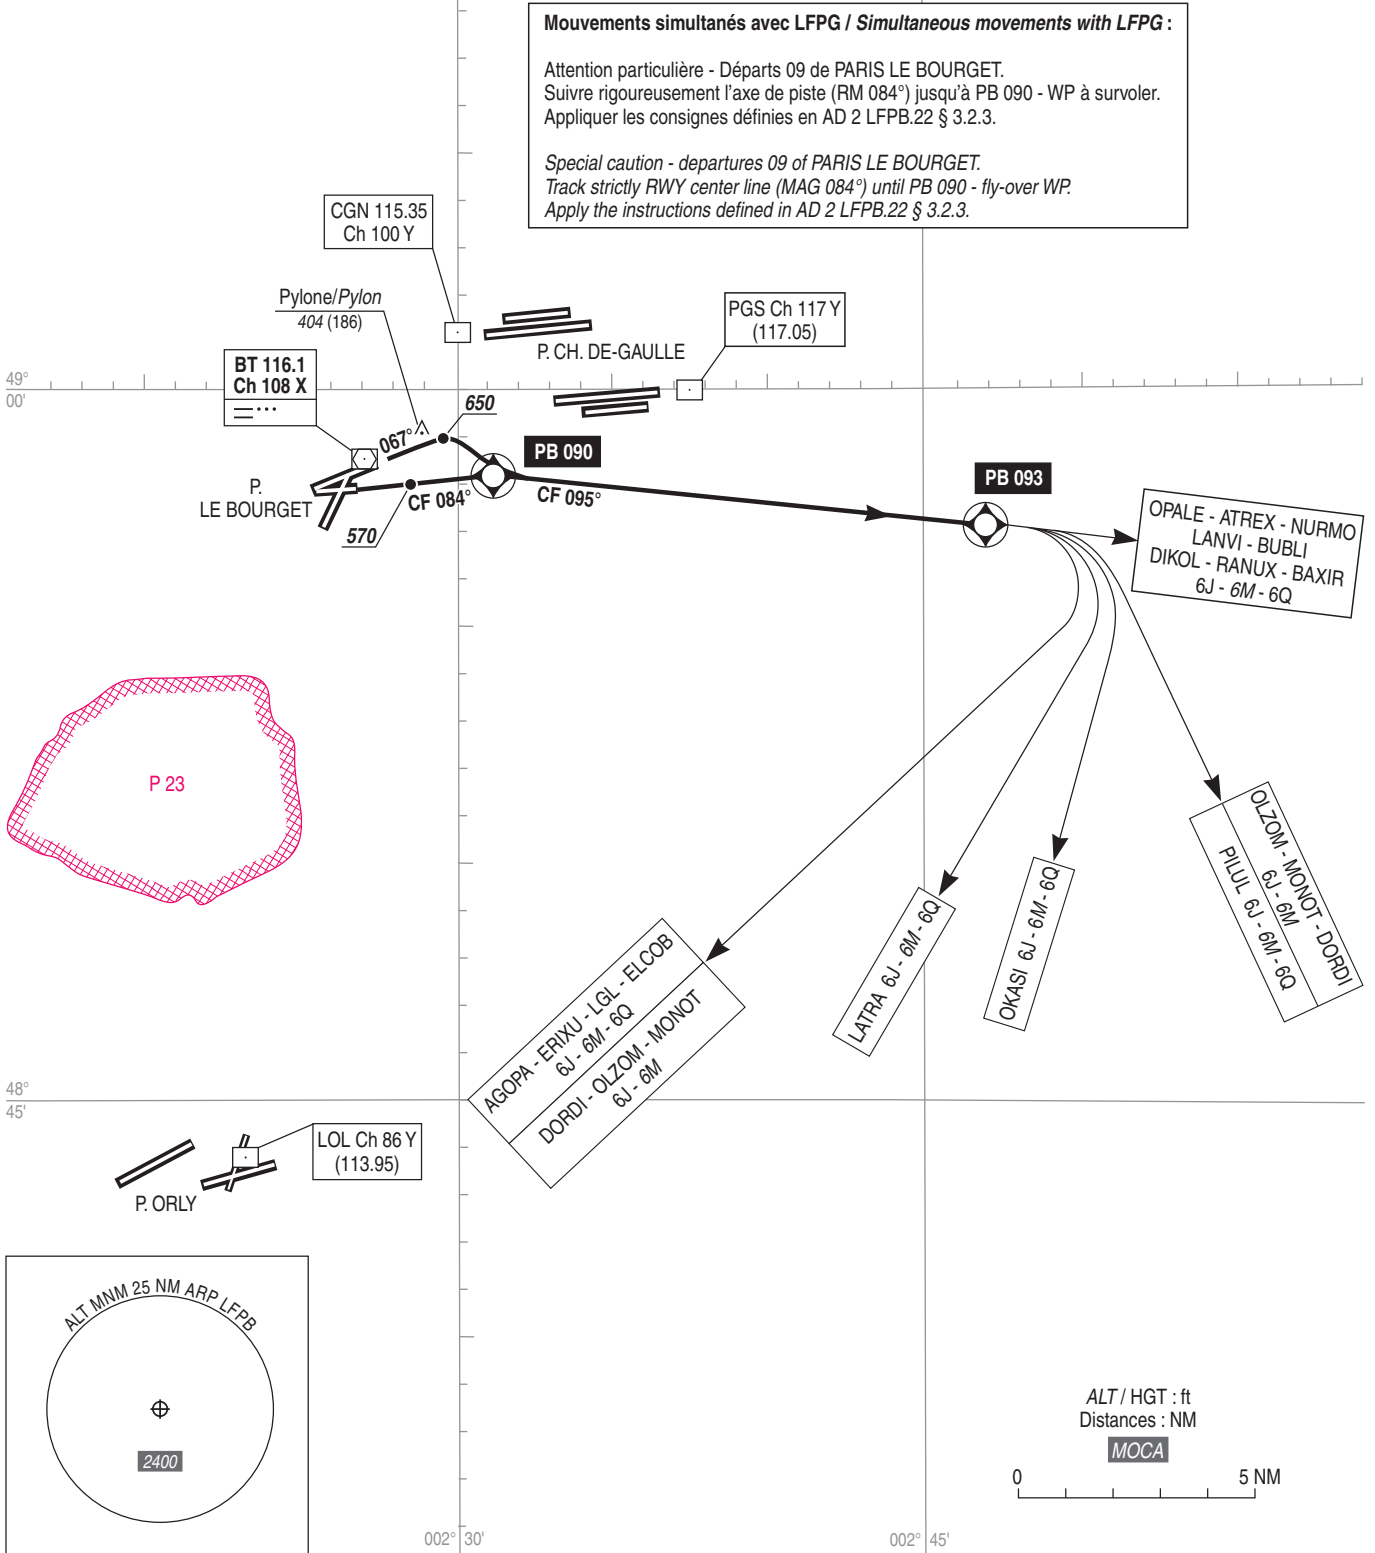 Mouvements simultanés avec LFPG / Simultaneous movements with LFPG :
Attention particulière - Départs 09 de PARIS LE BOURGET.
Suivre rigoureusement l'axe de piste (RM 084°) jusqu'à PB 090 - WP à survoler.
Appliquer les consignes définies en AD 2 LFPB.22 § 3.2.3.
Special caution - departures 09 of PARIS LE BOURGET.
Track strictly RWY center line (MAG 084°) until PB 090 - fly-over WP.
Apply the instructions defined in AD 2 LFPB.22 § 3.2.3.
CGN 115.35
Ch 100 Y
Pylone/Pylon
404 (186)
PGS Ch 117 Y
(117.05)
P. CH. DE-GAULLE
BT 116.1
Ch 108 X
49°
00'
650
067°
PB 090
P.
LE BOURGET
CF 084°
CF 095°
570
PB 093
OPALE - ATREX - NURMO
LANVI - BUBLI
DIKOL - RANUX - BAXIR
6J - 6M - 6Q
P 23
OLZOM - MONOT - DORDI
6J - 6M
PILUL 6J - 6M - 6Q
OKASI 6J - 6M - 6Q
LATRA 6J - 6M - 6Q
AGOPA - ERIXU - LGL - ELCOB
6J - 6M - 6Q
DORDI - OLZOM - MONOT
6J - 6M
48°
45'
LOL Ch 86 Y
(113.95)
P. ORLY
ALT MNM 25 NM ARP LFPB
2400
ALT / HGT : ft
Distances : NM
MOCA
0 5 NM
002° 30'
002° 45'